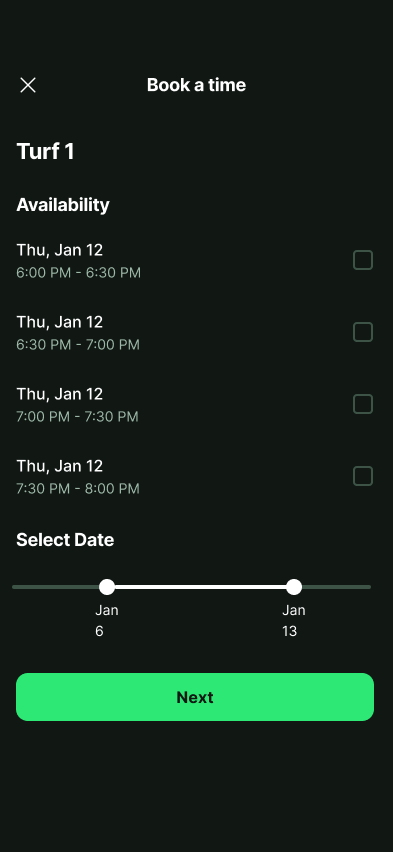 Book a time
Turf 1
Availability
Thu, Jan 12
6:00 PM - 6:30 PM
Thu, Jan 12
6:30 PM - 7:00 PM
Thu, Jan 12
7:00 PM - 7:30 PM
Thu, Jan 12
7:30 PM - 8:00 PM
Select Date
Jan Jan
6 13
Next